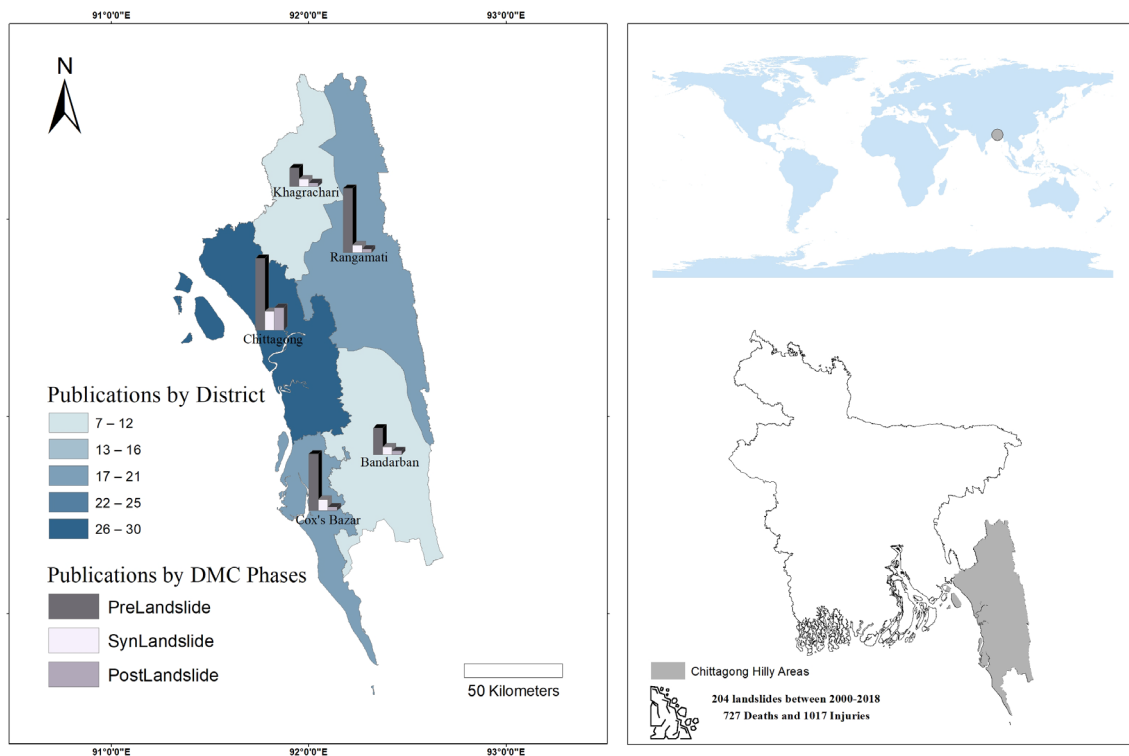 91°0'0"E 92°0'0"E 93°0'0"E
N
Khagrachari
Rangamati
Chittagong
Bandarban
Cox's Bazar
Publications by District
7 – 12
13 – 16
17 – 21
22 – 25
26 – 30
Publications by DMC Phases
PreLandslide
SynLandslide
PostLandslide
50 Kilometers
91°0'0"E 92°0'0"E 93°0'0"E
Chittagong Hilly Areas
204 landslides between 2000-2018
727 Deaths and 1017 Injuries